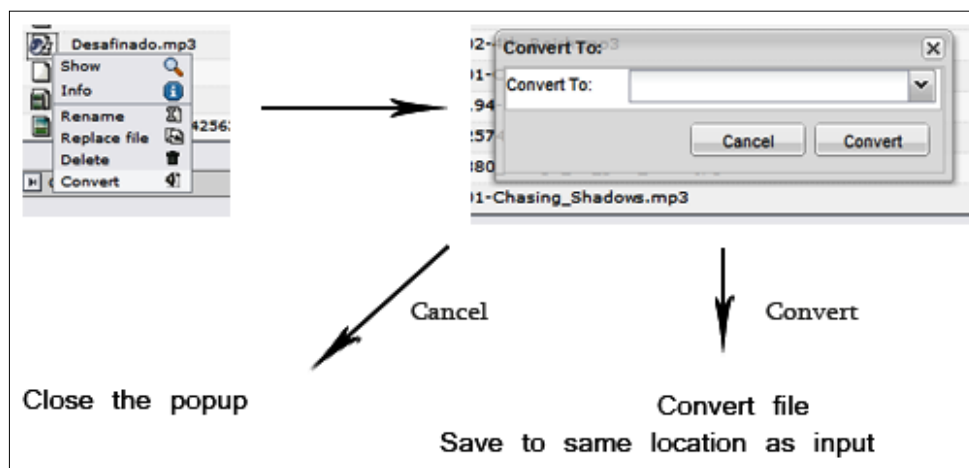 Desafinado.mp3
Show
Info
Rename
Replace file
Delete
Convert
4256
Convert To:
Convert To:
Cancel
Convert
01-Chasing_Shadows.mp3
Cancel
Convert
Close the popup
Convert file
Save to same location as input